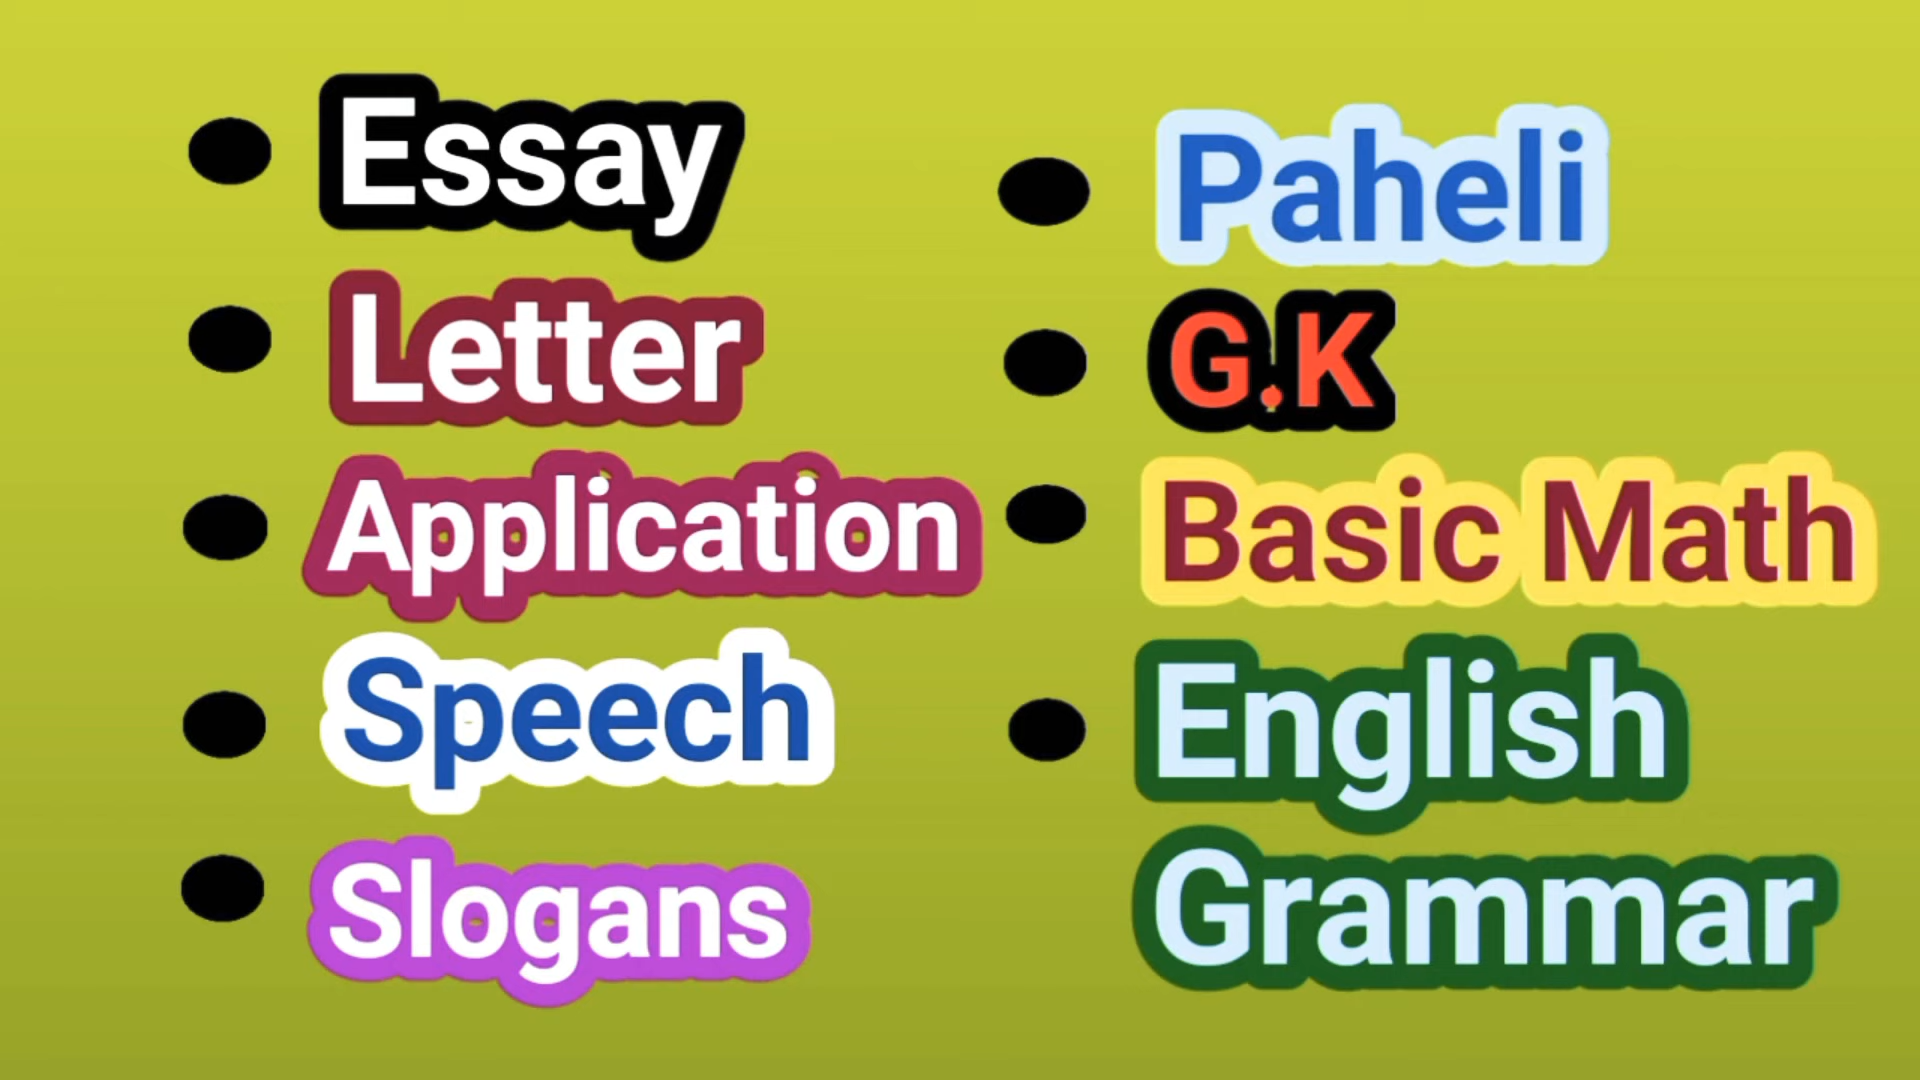 Essay
Letter
Application
Speech
Slogans
Paheli
G.K
Basic Math
English
Grammar